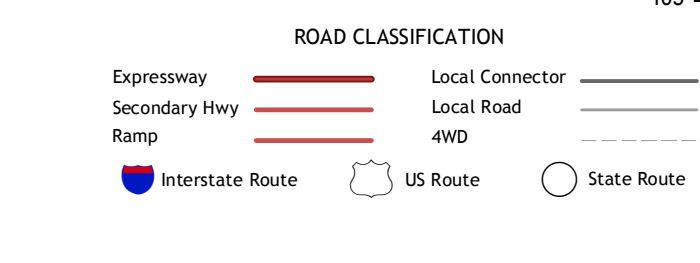 ROAD CLASSIFICATION
Expressway
Local Connector
Secondary Hwy
Local Road
Ramp
4WD
Interstate Route
US Route
State Route